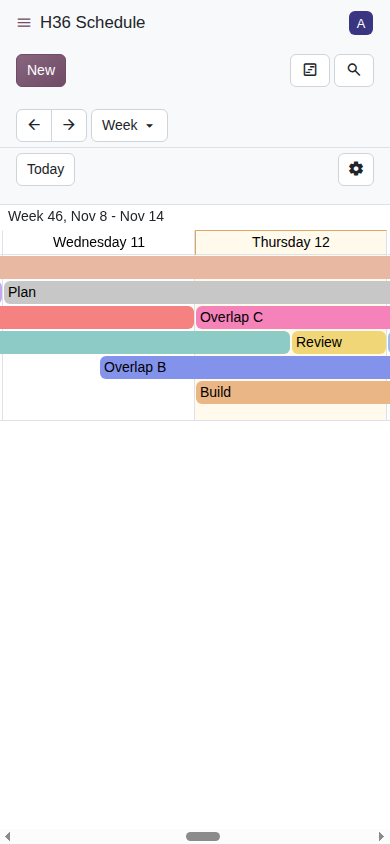 H36 Schedule
A
New
Week
Today
Week 46, Nov 8 - Nov 14
Wednesday 11
Thursday 12
Plan
Overlap C
Review
Overlap B
Build